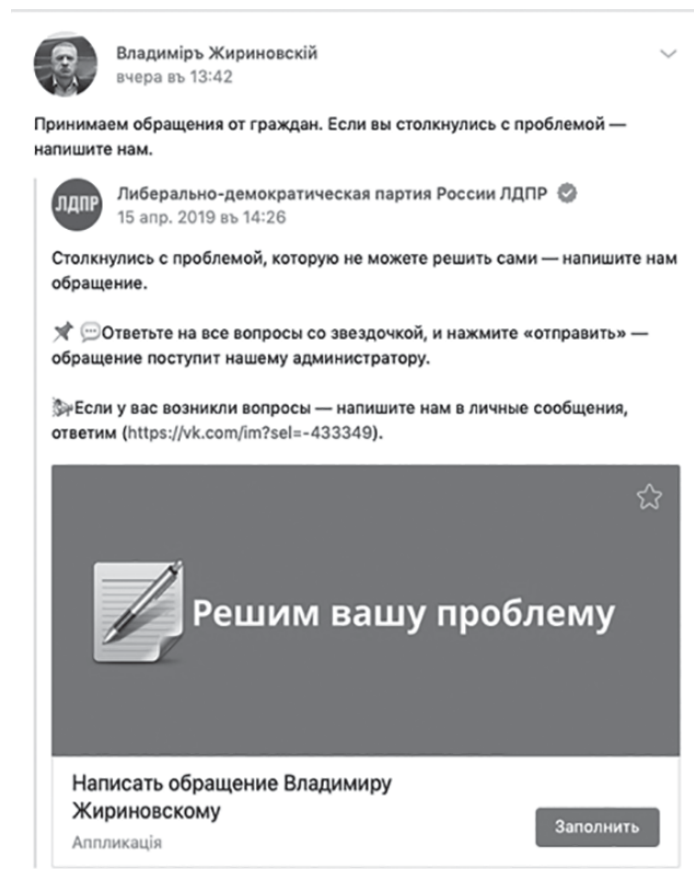 Владиміръ Жириновскій
вчера въ 13:42
Принимаем обращения от граждан. Если вы столкнулись с проблемой —
напишите нам.
ЛДПР
Либерально-демократическая партия России ЛДПР
15 апр. 2019 въ 14:26
Столкнулись с проблемой, которую не можете решить сами — напишите нам
обращение.
Ответьте на все вопросы со звездочкой, и нажмите «отправить» —
обращение поступит нашему администратору.
Если у вас возникли вопросы — напишите нам в личные сообщения,
ответим (https://vk.com/im?sel=-433349).
Решим вашу проблему
Написать обращение Владимиру
Жириновскому
Аппликація
Заполнить